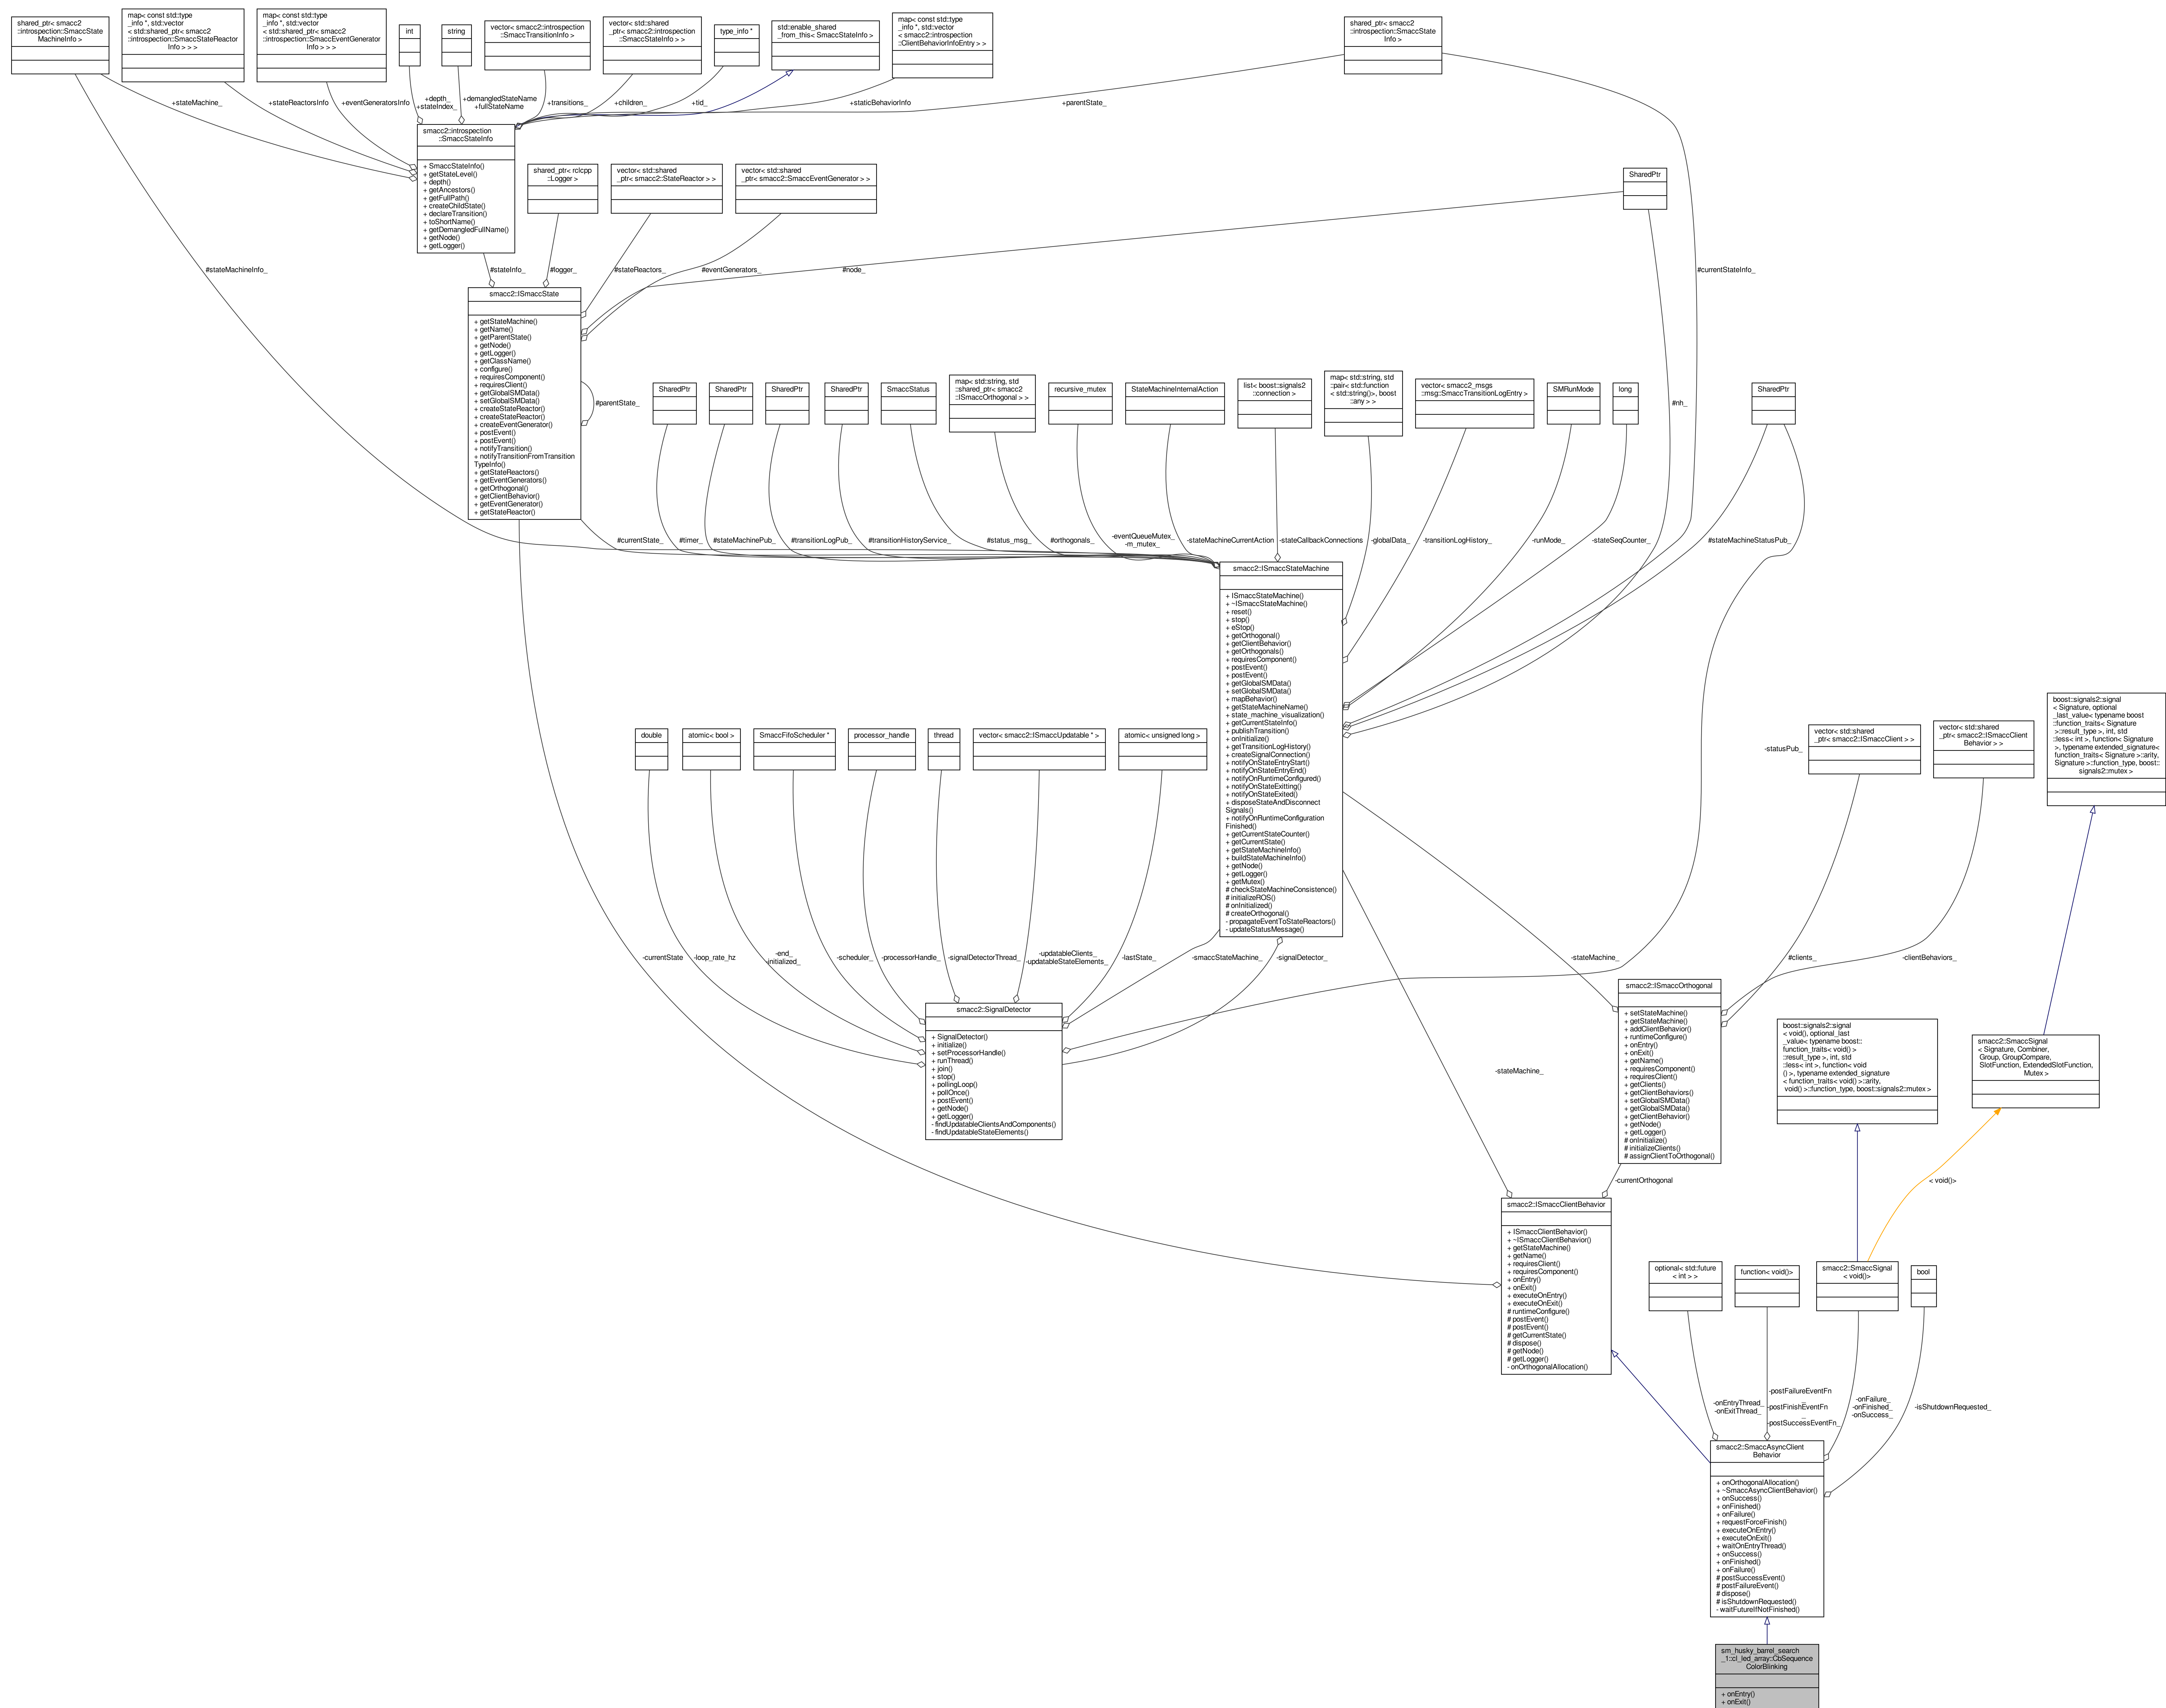 shared_ptr< smacc2
::introspection::SmaccState
MachineInfo >
map< const std::type
_info *, std::vector
< std::shared_ptr< smacc2
::introspection::SmaccStateReactor
Info > > >
map< const std::type
_info *, std::vector
< std::shared_ptr< smacc2
::introspection::SmaccEventGenerator
Info > > >
int
string
vector< smacc2::introspection
::SmaccTransitionInfo >
vector< std::shared
_ptr< smacc2::introspection
::SmaccStateInfo > >
type_info *
std::enable_shared
_from_this< SmaccStateInfo >
map< const std::type
_info *, std::vector
< smacc2::introspection
::ClientBehaviorInfoEntry > >
shared_ptr< smacc2
::introspection::SmaccState
Info >
+stateMachine_
+stateReactorsInfo
+eventGeneratorsInfo
+depth_
+stateIndex_
+demangledStateName
+fullStateName
+transitions_
+children_
+tid_
+staticBehaviorInfo
+parentState_
smacc2::introspection
::SmaccStateInfo
+ SmaccStateInfo()
+ getStateLevel()
+ depth()
+ getAncestors()
+ getFullPath()
+ createChildState()
+ declareTransition()
+ toShortName()
+ getDemangledFullName()
+ getNode()
+ getLogger()
shared_ptr< rclcpp
::Logger >
vector< std::shared
_ptr< smacc2::StateReactor > >
vector< std::shared
_ptr< smacc2::SmaccEventGenerator > >
SharedPtr
#stateMachineInfo_
#stateInfo_
#logger_
#stateReactors_
#eventGenerators_
#node_
#currentStateInfo_
smacc2::ISmaccState
+ getStateMachine()
+ getName()
+ getParentState()
+ getNode()
+ getLogger()
+ getClassName()
+ configure()
+ requiresComponent()
+ requiresClient()
+ getGlobalSMData()
+ setGlobalSMData()
+ createStateReactor()
+ createStateReactor()
+ createEventGenerator()
+ postEvent()
+ postEvent()
+ notifyTransition()
+ notifyTransitionFromTransition
TypeInfo()
+ getStateReactors()
+ getEventGenerators()
+ getOrthogonal()
+ getClientBehavior()
+ getEventGenerator()
+ getStateReactor()
#parentState_
SharedPtr
SharedPtr
SharedPtr
SharedPtr
SmaccStatus
map< std::string, std
::shared_ptr< smacc2
::ISmaccOrthogonal > >
recursive_mutex
StateMachineInternalAction
list< boost::signals2
::connection >
map< std::string, std
::pair< std::function
< std::string()>, boost
::any > >
vector< smacc2_msgs
::msg::SmaccTransitionLogEntry >
SMRunMode
long
#nh_
SharedPtr
#currentState_
#timer_
#stateMachinePub_
#transitionLogPub_
#transitionHistoryService_
#status_msg_
#orthogonals_
-eventQueueMutex_
-m_mutex_
-stateMachineCurrentAction
-stateCallbackConnections
-globalData_
-transitionLogHistory_
-runMode_
-stateSeqCounter_
#stateMachineStatusPub_
smacc2::ISmaccStateMachine
+ ISmaccStateMachine()
+ ~ISmaccStateMachine()
+ reset()
+ stop()
+ eStop()
+ getOrthogonal()
+ getClientBehavior()
+ getOrthogonals()
+ requiresComponent()
+ postEvent()
+ postEvent()
+ getGlobalSMData()
+ setGlobalSMData()
+ mapBehavior()
+ getStateMachineName()
+ state_machine_visualization()
+ getCurrentStateInfo()
+ publishTransition()
+ onInitialize()
+ getTransitionLogHistory()
+ createSignalConnection()
+ notifyOnStateEntryStart()
+ notifyOnStateEntryEnd()
+ notifyOnRuntimeConfigured()
+ notifyOnStateExitting()
+ notifyOnStateExited()
+ disposeStateAndDisconnect
Signals()
+ notifyOnRuntimeConfiguration
Finished()
+ getCurrentStateCounter()
+ getCurrentState()
+ getStateMachineInfo()
+ buildStateMachineInfo()
+ getNode()
+ getLogger()
+ getMutex()
# checkStateMachineConsistence()
# initializeROS()
# onInitialized()
# createOrthogonal()
- propagateEventToStateReactors()
- updateStatusMessage()
double
atomic< bool >
SmaccFifoScheduler *
processor_handle
thread
vector< smacc2::ISmaccUpdatable * >
atomic< unsigned long >
-statusPub_
vector< std::shared
_ptr< smacc2::ISmaccClient > >
vector< std::shared
_ptr< smacc2::ISmaccClient
Behavior > >
boost::signals2::signal
< Signature, optional
_last_value< typename boost
::function_traits< Signature
>::result_type >, int, std
::less< int >, function< Signature
>, typename extended_signature<
function_traits< Signature >::arity,
Signature >::function_type, boost::
signals2::mutex >
-currentState
-loop_rate_hz
-end_
-initialized_
-scheduler_
-processorHandle_
-signalDetectorThread_
-updatableClients_
-updatableStateElements_
-lastState_
-smaccStateMachine_
-signalDetector_
-stateMachine_
#clients_
-clientBehaviors_
smacc2::SignalDetector
+ SignalDetector()
+ initialize()
+ setProcessorHandle()
+ runThread()
+ join()
+ stop()
+ pollingLoop()
+ pollOnce()
+ postEvent()
+ getNode()
+ getLogger()
- findUpdatableClientsAndComponents()
- findUpdatableStateElements()
smacc2::ISmaccOrthogonal
+ setStateMachine()
+ getStateMachine()
+ addClientBehavior()
+ runtimeConfigure()
+ onEntry()
+ onExit()
+ getName()
+ requiresComponent()
+ requiresClient()
+ getClients()
+ getClientBehaviors()
+ setGlobalSMData()
+ getGlobalSMData()
+ getClientBehavior()
+ getNode()
+ getLogger()
# onInitialize()
# initializeClients()
# assignClientToOrthogonal()
boost::signals2::signal
< void(), optional_last
_value< typename boost::
function_traits< void() >
::result_type >, int, std
::less< int >, function< void
() >, typename extended_signature
< function_traits< void() >::arity,
void() >::function_type, boost::signals2::mutex >
smacc2::SmaccSignal
< Signature, Combiner,
Group, GroupCompare,
SlotFunction, ExtendedSlotFunction,
Mutex >
-stateMachine_
-currentOrthogonal
< void()>
smacc2::ISmaccClientBehavior
+ ISmaccClientBehavior()
+ ~ISmaccClientBehavior()
+ getStateMachine()
+ getName()
+ requiresClient()
+ requiresComponent()
+ onEntry()
+ onExit()
+ executeOnEntry()
+ executeOnExit()
# runtimeConfigure()
# postEvent()
# postEvent()
# getCurrentState()
# dispose()
# getNode()
# getLogger()
- onOrthogonalAllocation()
optional< std::future
< int > >
function< void()>
smacc2::SmaccSignal
< void()>
bool
-onEntryThread_
-onExitThread_
-postFailureEventFn
_
-postFinishEventFn
_
-postSuccessEventFn_
-onFailure_
-onFinished_
-onSuccess_
-isShutdownRequested_
smacc2::SmaccAsyncClient
Behavior
+ onOrthogonalAllocation()
+ ~SmaccAsyncClientBehavior()
+ onSuccess()
+ onFinished()
+ onFailure()
+ requestForceFinish()
+ executeOnEntry()
+ executeOnExit()
+ waitOnEntryThread()
+ onSuccess()
+ onFinished()
+ onFailure()
# postSuccessEvent()
# postFailureEvent()
# dispose()
# isShutdownRequested()
- waitFutureIfNotFinished()
sm_husky_barrel_search
_1::cl_led_array::CbSequence
ColorBlinking
+ onEntry()
+ onExit()